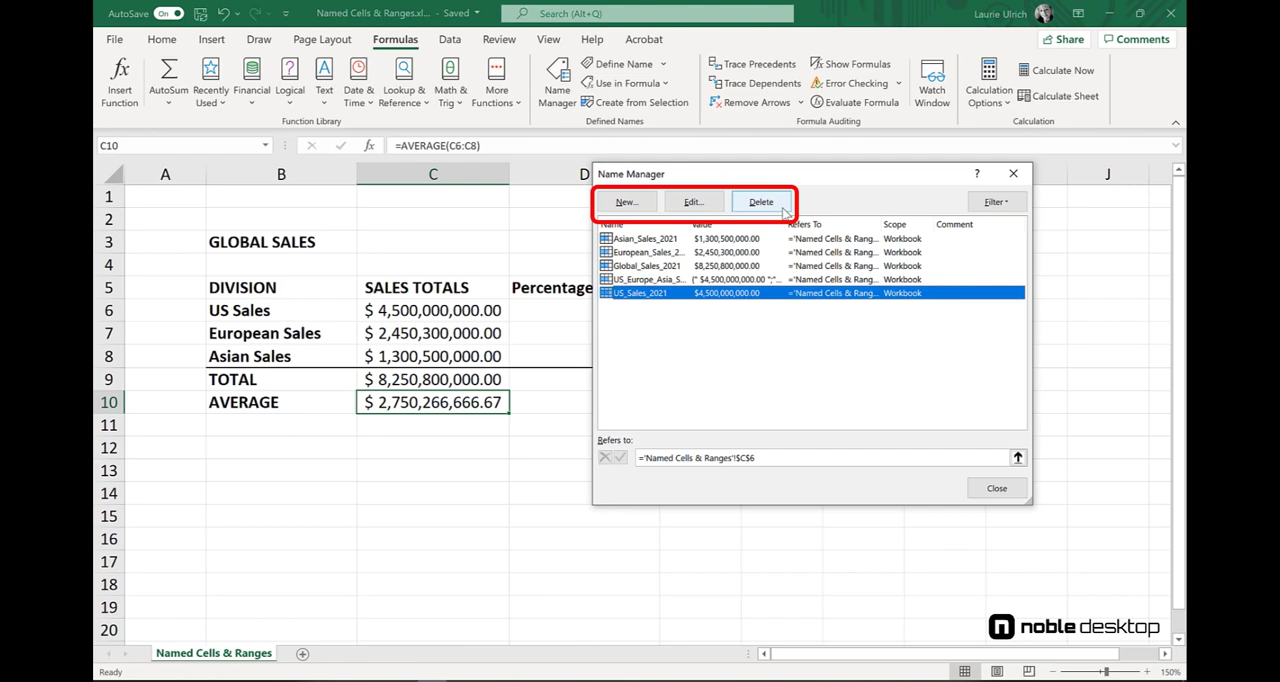 AutoSave On Named Cells & Ranges.xl... - Saved Search (Alt+Q) Laurie Ulrich
File Home Insert Draw Page Layout Formulas Data Review View Help Acrobat Share Comments
Insert Function
AutoSum
Recently Used
Financial
Logical
Text
Date & Time
Lookup & Reference
Math & Trig
More Functions
Function Library
Name Manager
Define Name
Use in Formula
Create from Selection
Defined Names
Trace Precedents
Trace Dependents
Remove Arrows
Show Formulas
Error Checking
Evaluate Formula
Formula Auditing
Watch Window
Calculation Options
Calculate Now
Calculate Sheet
Calculation
C10 fx =AVERAGE(C6:C8)
A B C D J
1
2
3 GLOBAL SALES
4
5 DIVISION SALES TOTALS Percentage
6 US Sales $ 4,500,000,000.00
7 European Sales $ 2,450,300,000.00
8 Asian Sales $ 1,300,500,000.00
9 TOTAL $ 8,250,800,000.00
10 AVERAGE $ 2,750,266,666.67
11
12
13
14
15
16
17
18
19
20
Name Manager ?
New... Edit... Delete Filter
Name Value Refers To Scope Comment
Asian_Sales_2021 $1,300,500,000.00 ='Named Cells & Rang... Workbook
European_Sales_2... $2,450,300,000.00 ='Named Cells & Rang... Workbook
Global_Sales_2021 $8,250,800,000.00 ='Named Cells & Rang... Workbook
US_Europe_Asia_S... {" $4,500,000,000.00 ";"... ='Named Cells & Rang... Workbook
US_Sales_2021 $4,500,000,000.00 ='Named Cells & Rang... Workbook
Refers to:
='Named Cells & Ranges'!$C$6
Close
n noble desktop
Named Cells & Ranges
Ready 150%